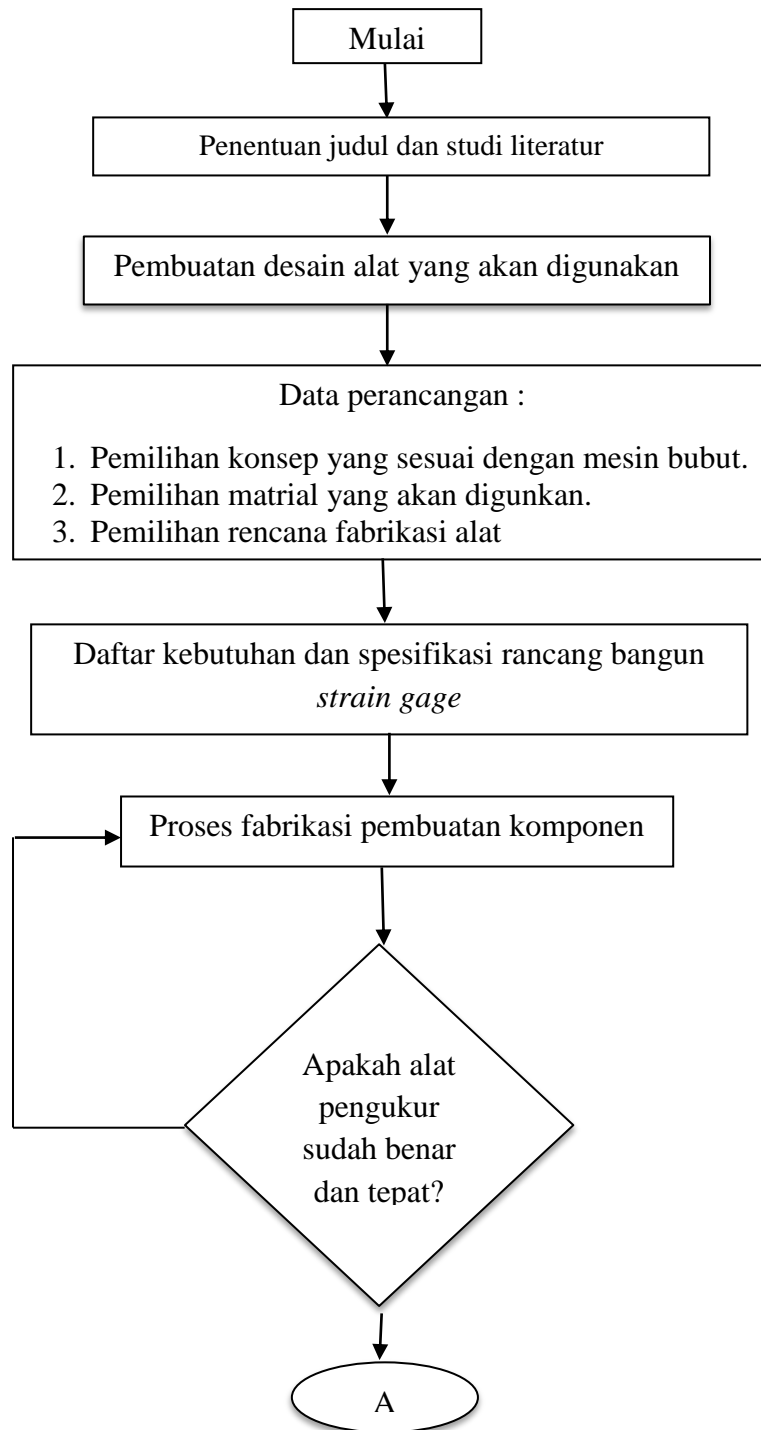 Mulai
Penentuan judul dan studi literatur
Pembuatan desain alat yang akan digunakan
Data perancangan :
1. Pemilihan konsep yang sesuai dengan mesin bubut.
2. Pemilihan matrial yang akan digunkan.
3. Pemilihan rencana fabrikasi alat
Daftar kebutuhan dan spesifikasi rancang bangun
strain gage
Proses fabrikasi pembuatan komponen
Apakah alat
pengukur
sudah benar
dan tepat?
A